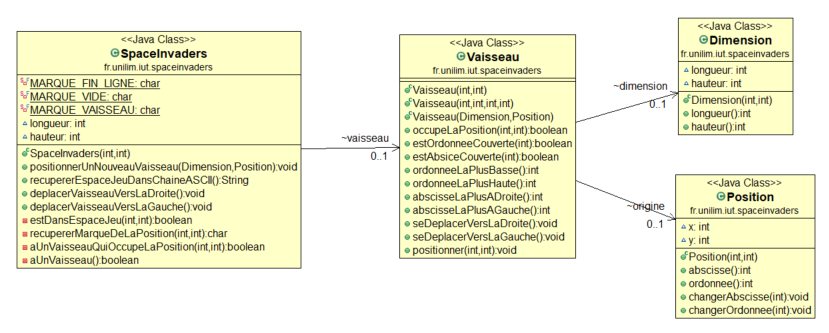 <<Java Class>>
SpaceInvaders
fr.unilim.iut.spaceinvaders
MARQUE_FIN_LIGNE: char
MARQUE_VIDE: char
MARQUE_VAISSEAU: char
longueur: int
hauteur: int
SpaceInvaders(int,int)
positionnerUnNouveauVaisseau(Dimension,Position):void
recupererEspaceJeuDansChaineASCII():String
deplacerVaisseauVersLaDroite():void
deplacerVaisseauVersLaGauche():void
estDansEspaceJeu(int,int):boolean
recupererMarqueDeLaPosition(int,int):char
aUnVaisseauQuiOccupeLaPosition(int,int):boolean
aUnVaisseau():boolean
~vaisseau
0..1
<<Java Class>>
Vaisseau
fr.unilim.iut.spaceinvaders
Vaisseau(int,int)
Vaisseau(int,int,int,int)
Vaisseau(Dimension,Position)
occupeLaPosition(int,int):boolean
estOrdonneeCouverte(int):boolean
estAbsiceCouverte(int):boolean
ordonneeLaPlusBasse():int
ordonneeLaPlusHaute():int
abscisseLaPlusADroite():int
abscisseLaPlusAGauche():int
seDeplacerVersLaDroite():void
seDeplacerVersLaGauche():void
positionner(int,int):void
~dimension
0..1
<<Java Class>>
Dimension
fr.unilim.iut.spaceinvaders
longueur: int
hauteur: int
Dimension(int,int)
longueur():int
hauteur():int
~origine
0..1
<<Java Class>>
Position
fr.unilim.iut.spaceinvaders
x: int
y: int
Position(int,int)
abscisse():int
ordonnee():int
changerAbscisse(int):void
changerOrdonnee(int):void